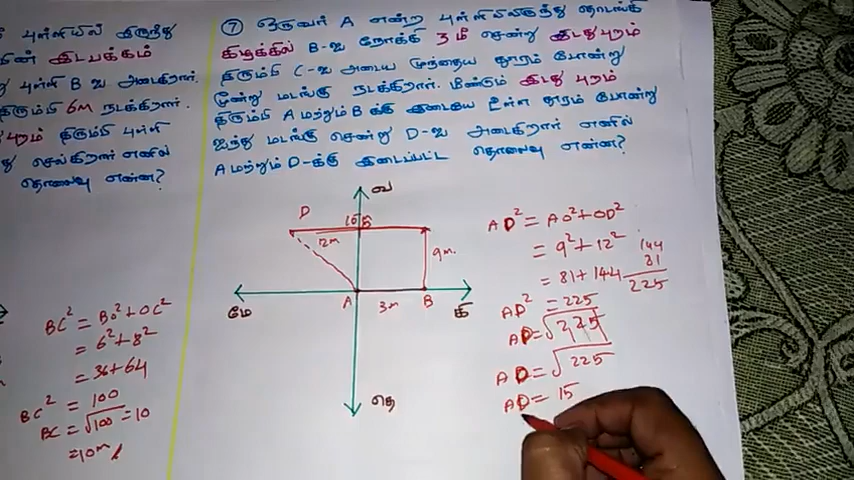 புள்ளியில் இருந்து
இடபக்கம்
புள்ளி B ஐ அடைகிறார்.
திரும்பி 6m நடக்கிறார்.
புறம் திரும்பி புள்ளி
செல்கிறார் எனில்
தொலைவு என்ன?
BC² = BO² + OC²
= 6² + 8²
= 36 + 64
BC² = 100
BC = √100 = 10
= 10m
⑦ ஒருவர் A என்ற புள்ளியிலிருந்து தொடங்கி
கிழக்கில் B-ஐ நோக்கி 3 மீ சென்று இடதுபுறம்
திரும்பி C-ஐ அடைய முந்தைய தூரம் போன்று
மூன்று மடங்கு நடக்கிறார். மீண்டும் இடது புறம்
திரும்பி A மற்றும் B க்கு இடையே உள்ள தூரம் போன்று
ஐந்து மடங்கு சென்று D-ஐ அடைகிறார் எனில்
A மற்றும் D-க்கு இடைப்பட்ட தொலைவு என்ன?
வ
D
15m
12m
9m.
மே
A
3m
B
கி
தெ
AD² = AO² + OD²
= 9² + 12²
= 81 + 144
144
81
225
AD² = 225
AD = √225
AD = √225
AD = 15